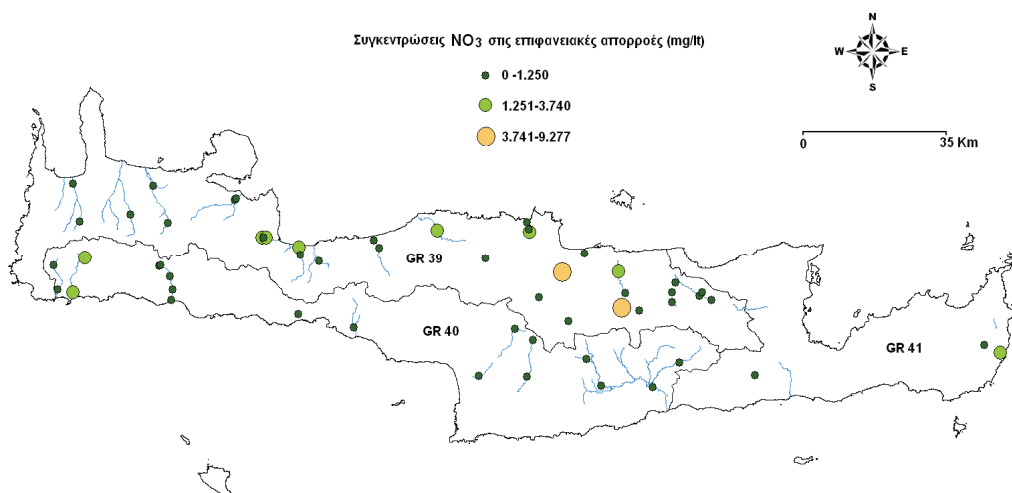 Συγκεντρώσεις NO3 στις επιφανειακές απορροές (mg/lt)
0 -1.250
1.251-3.740
3.741-9.277
N
W E
S
0 35 Km
GR 39
GR 40
GR 41